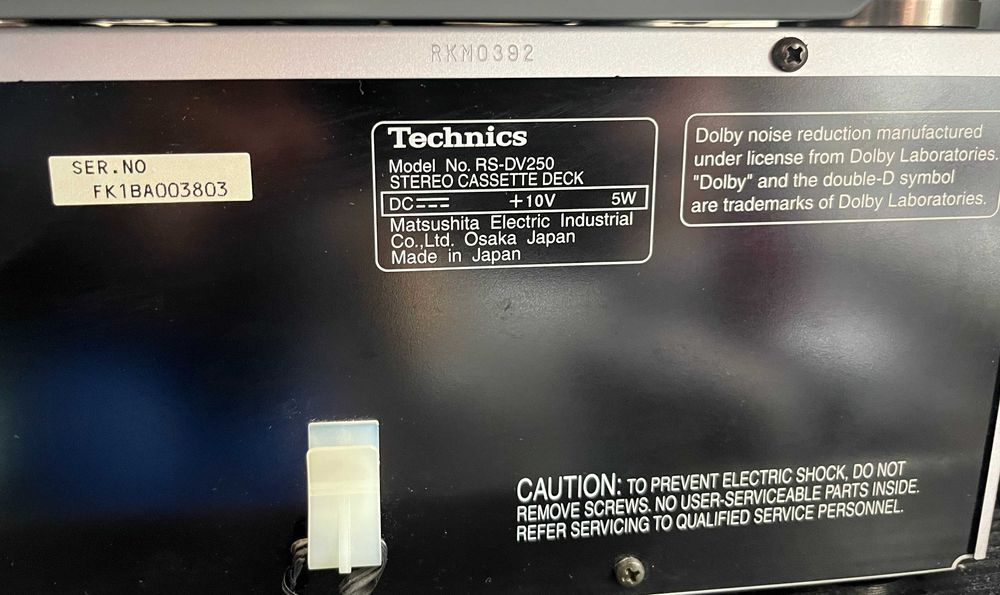 RKM0392
SER.NO
FK1BA003803
Technics
Model No. RS-DV250
STEREO CASSETTE DECK
DC +10V 5W
Matsushita Electric Industrial
Co.,Ltd. Osaka Japan
Made in Japan
Dolby noise reduction manufactured
under license from Dolby Laboratories.
"Dolby" and the double-D symbol
are trademarks of Dolby Laboratories.
CAUTION: TO PREVENT ELECTRIC SHOCK, DO NOT
REMOVE SCREWS. NO USER-SERVICEABLE PARTS INSIDE.
REFER SERVICING TO QUALIFIED SERVICE PERSONNEL.